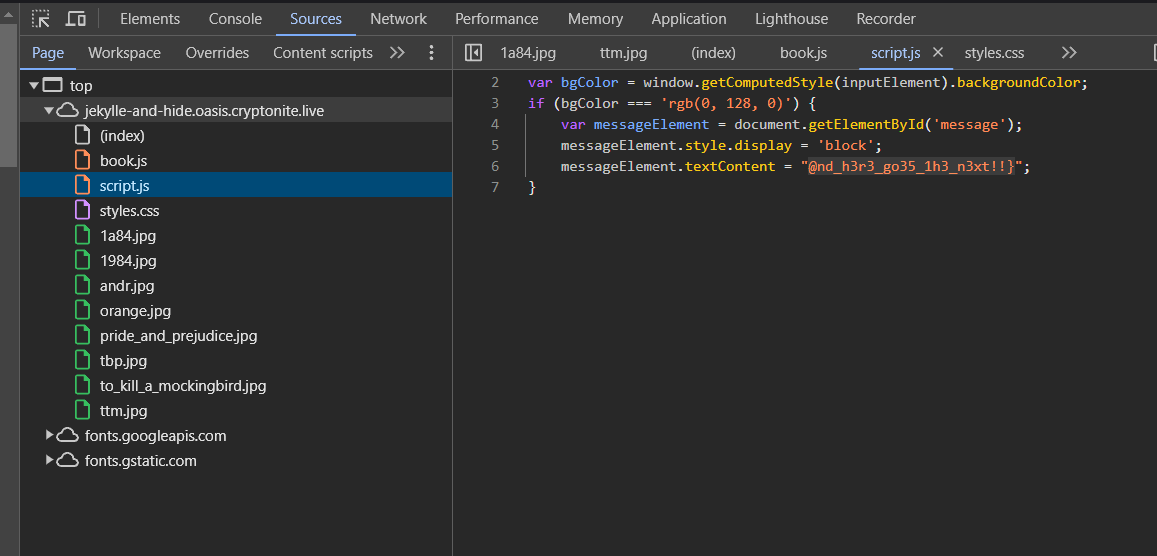 Elements Console Sources Network Performance Memory Application Lighthouse Recorder
Page Workspace Overrides Content scripts
1a84.jpg ttm.jpg (index) book.js script.js × styles.css
top
jekylle-and-hide.oasis.cryptonite.live
(index)
book.js
script.js
styles.css
1a84.jpg
1984.jpg
andr.jpg
orange.jpg
pride_and_prejudice.jpg
tbp.jpg
to_kill_a_mockingbird.jpg
ttm.jpg
fonts.googleapis.com
fonts.gstatic.com
2 var bgColor = window.getComputedStyle(inputElement).backgroundColor;
3 if (bgColor === 'rgb(0, 128, 0)') {
4 var messageElement = document.getElementById('message');
5 messageElement.style.display = 'block';
6 messageElement.textContent = "@nd_h3r3_go35_1h3_n3xt!!}";
7 }